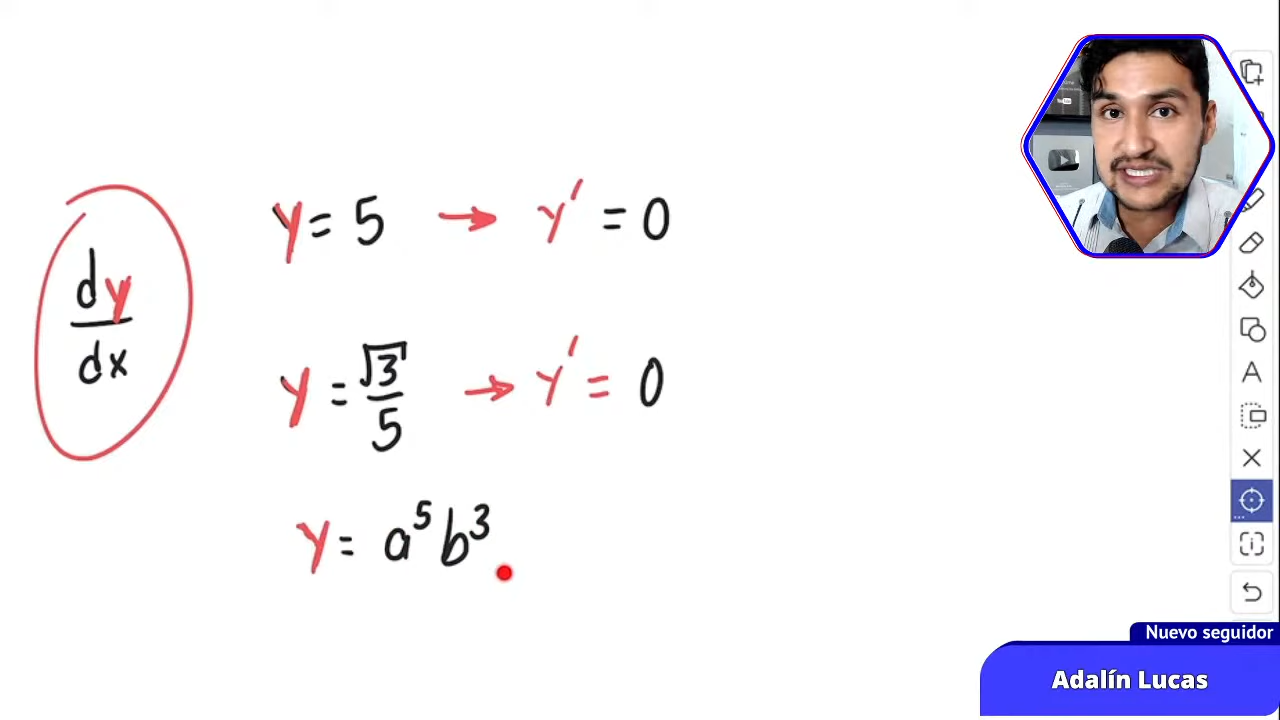 dy/dx
y = 5 → y' = 0
y = √3/5 → y' = 0
y = a⁵b³
A
Nuevo seguidor
Adalín Lucas